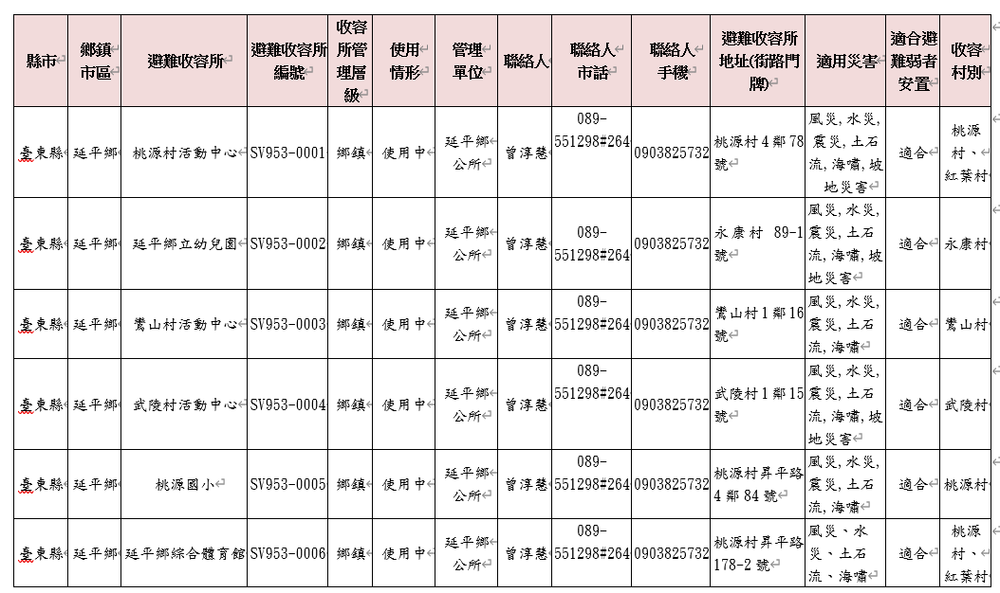 縣市 鄉鎮市區 避難收容所 避難收容所編號 收容所管理層級 使用情形 管理單位 聯絡人 聯絡人市話 聯絡人手機 避難收容所地址(街路門牌) 適用災害 適合避難弱者安置 收容村別
臺東縣 延平鄉 桃源村活動中心 SV953-0001 鄉鎮 使用中 延平鄉公所 曾淳慧 089-551298#264 0903825732 桃源村4鄰78號 風災,水災,震災,土石流,海嘯,坡地災害 適合 桃源村、紅葉村
臺東縣 延平鄉 延平鄉立幼兒園 SV953-0002 鄉鎮 使用中 延平鄉公所 曾淳慧 089-551298#264 0903825732 永康村 89-1號 風災,水災,震災,土石流,海嘯,坡地災害 適合 永康村
臺東縣 延平鄉 鸞山村活動中心 SV953-0003 鄉鎮 使用中 延平鄉公所 曾淳慧 089-551298#264 0903825732 鸞山村1鄰16號 風災,水災,震災,土石流,海嘯 適合 鸞山村
臺東縣 延平鄉 武陵村活動中心 SV953-0004 鄉鎮 使用中 延平鄉公所 曾淳慧 089-551298#264 0903825732 武陵村1鄰15號 風災,水災,震災,土石流,海嘯,坡地災害 適合 武陵村
臺東縣 延平鄉 桃源國小 SV953-0005 鄉鎮 使用中 延平鄉公所 曾淳慧 089-551298#264 0903825732 桃源村昇平路4鄰84號 風災,水災,震災,土石流,海嘯 適合 桃源村
臺東縣 延平鄉 延平鄉綜合體育館 SV953-0006 鄉鎮 使用中 延平鄉公所 曾淳慧 089-551298#264 0903825732 桃源村昇平路178-2號 風災、水災、土石流、海嘯 適合 桃源村、紅葉村